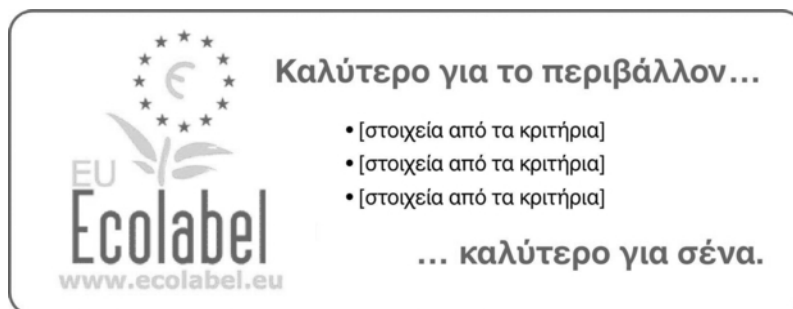 Καλύτερο για το περιβάλλον...
• [στοιχεία από τα κριτήρια]
• [στοιχεία από τα κριτήρια]
• [στοιχεία από τα κριτήρια]
... καλύτερο για σένα.
EU
Ecolabel
www.ecolabel.eu